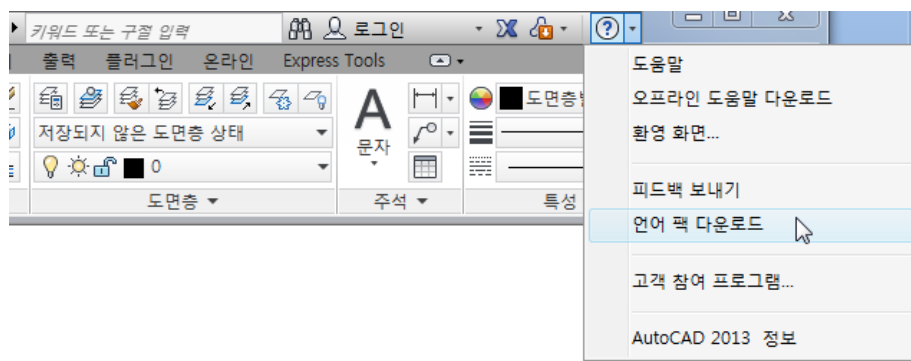 키워드 또는 구절 입력
로그인
출력 플러그인 온라인 Express Tools
도면층별
저장되지 않은 도면층 상태
문자
0
도면층
주석
특성
도움말
오프라인 도움말 다운로드
환영 화면...
피드백 보내기
언어 팩 다운로드
고객 참여 프로그램...
AutoCAD 2013 정보